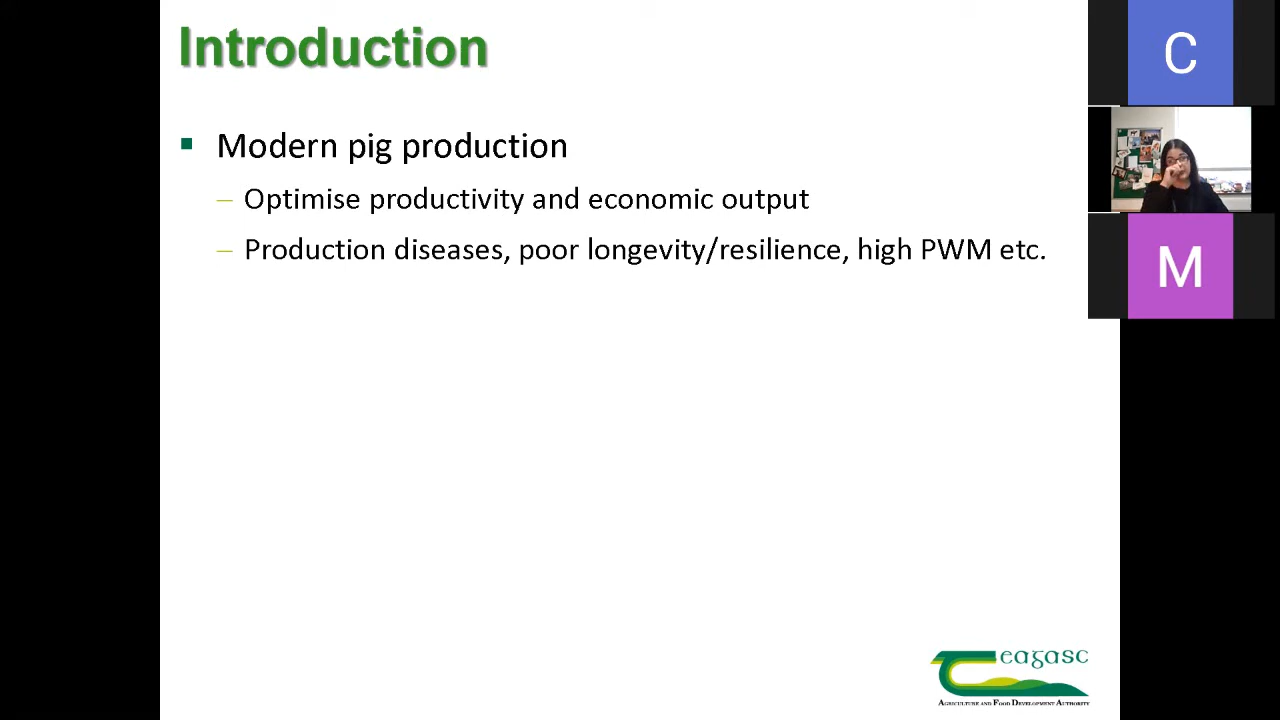 Introduction
Modern pig production
– Optimise productivity and economic output
– Production diseases, poor longevity/resilience, high PWM etc.
C
M
Teagasc
AGRICULTURE AND FOOD DEVELOPMENT AUTHORITY